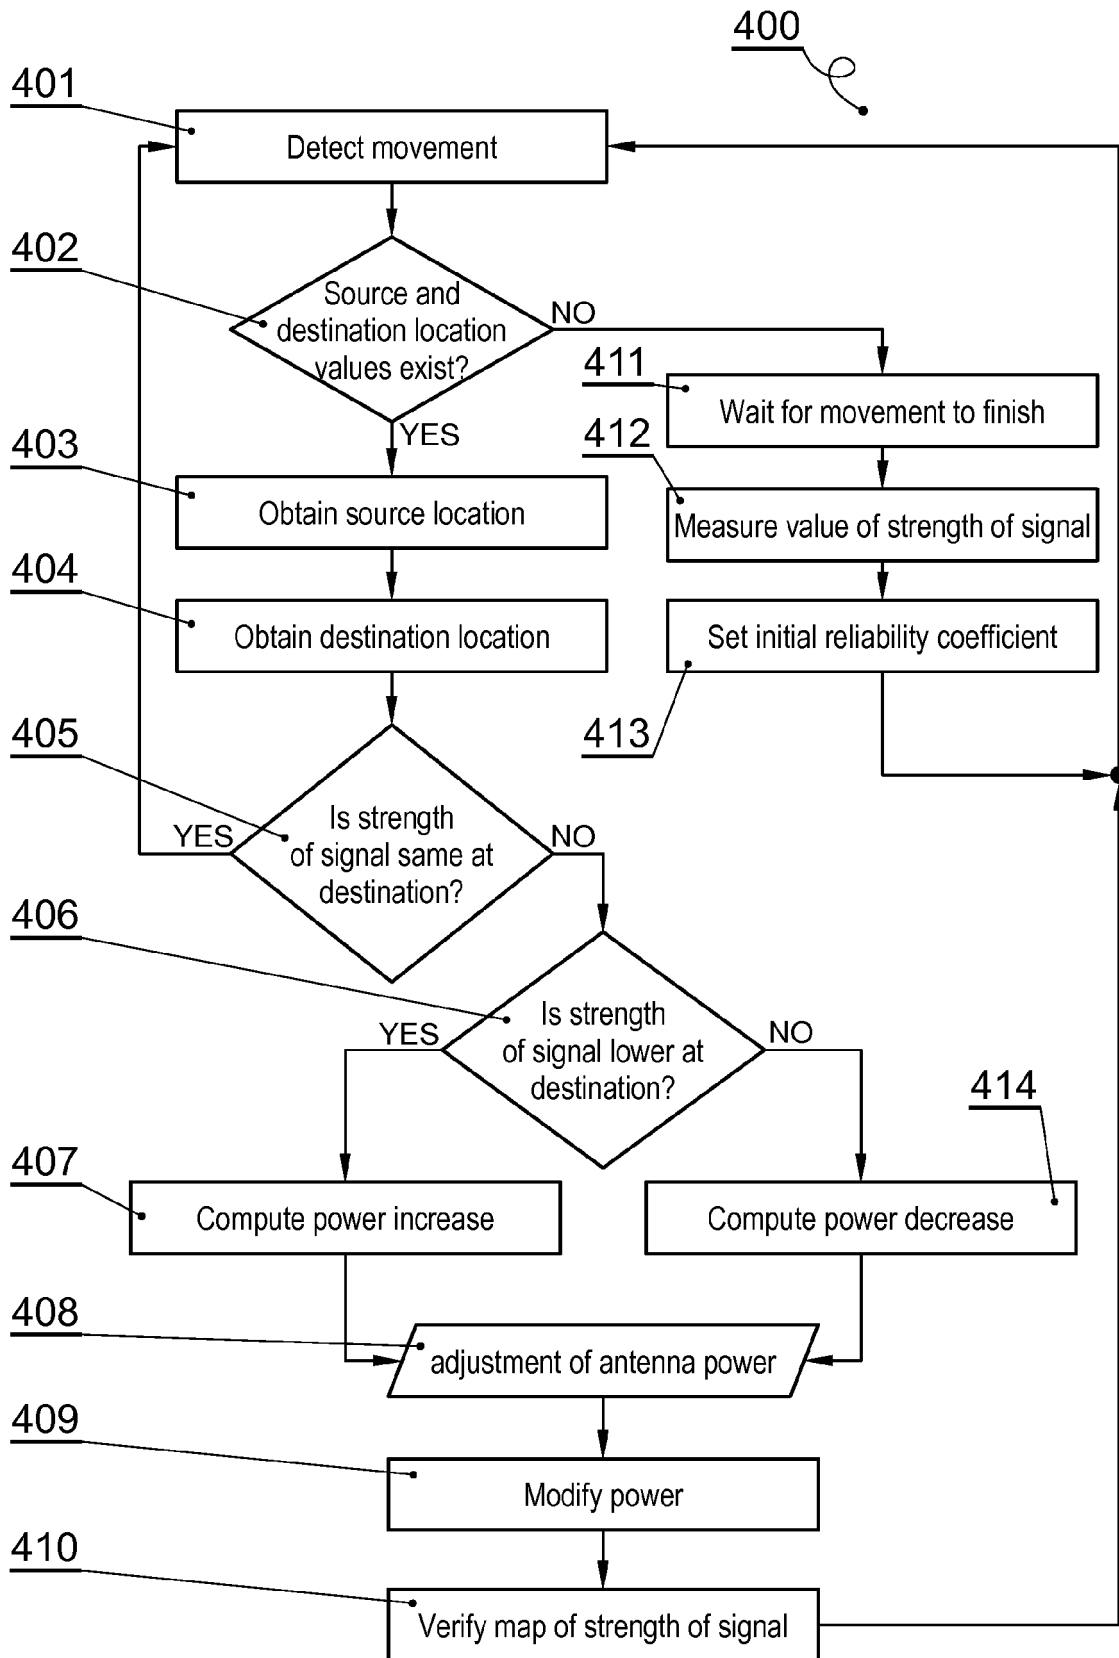 400
401
Detect movement
402
Source and
destination location
values exist?
NO
YES
411
Wait for movement to finish
403
Obtain source location
412
Measure value of strength of signal
404
Obtain destination location
Set initial reliability coefficient
413
405
YES
Is strength
of signal same at
destination?
NO
406
YES
Is strength
of signal lower at
destination?
NO
414
407
Compute power increase
Compute power decrease
408
adjustment of antenna power
409
Modify power
410
Verify map of strength of signal